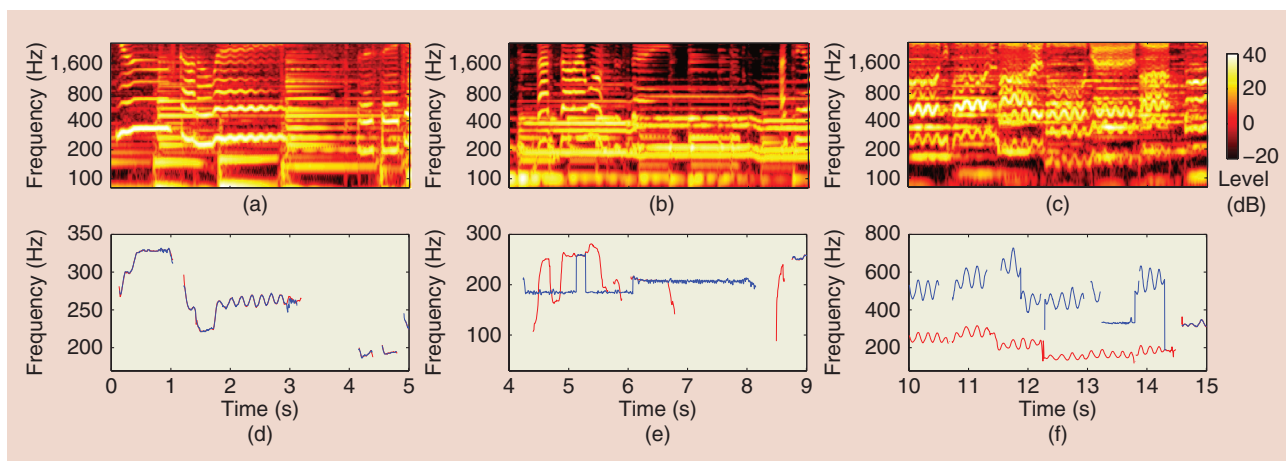 Frequency (Hz)
1,600
800
400
200
100
(a)
Frequency (Hz)
1,600
800
400
200
100
(b)
Frequency (Hz)
1,600
800
400
200
100
(c)
40
20
0
−20
Level
(dB)
Frequency (Hz)
350
300
250
200
0 1 2 3 4 5
Time (s)
(d)
Frequency (Hz)
300
200
100
4 5 6 7 8 9
Time (s)
(e)
Frequency (Hz)
800
600
400
200
10 11 12 13 14 15
Time (s)
(f)